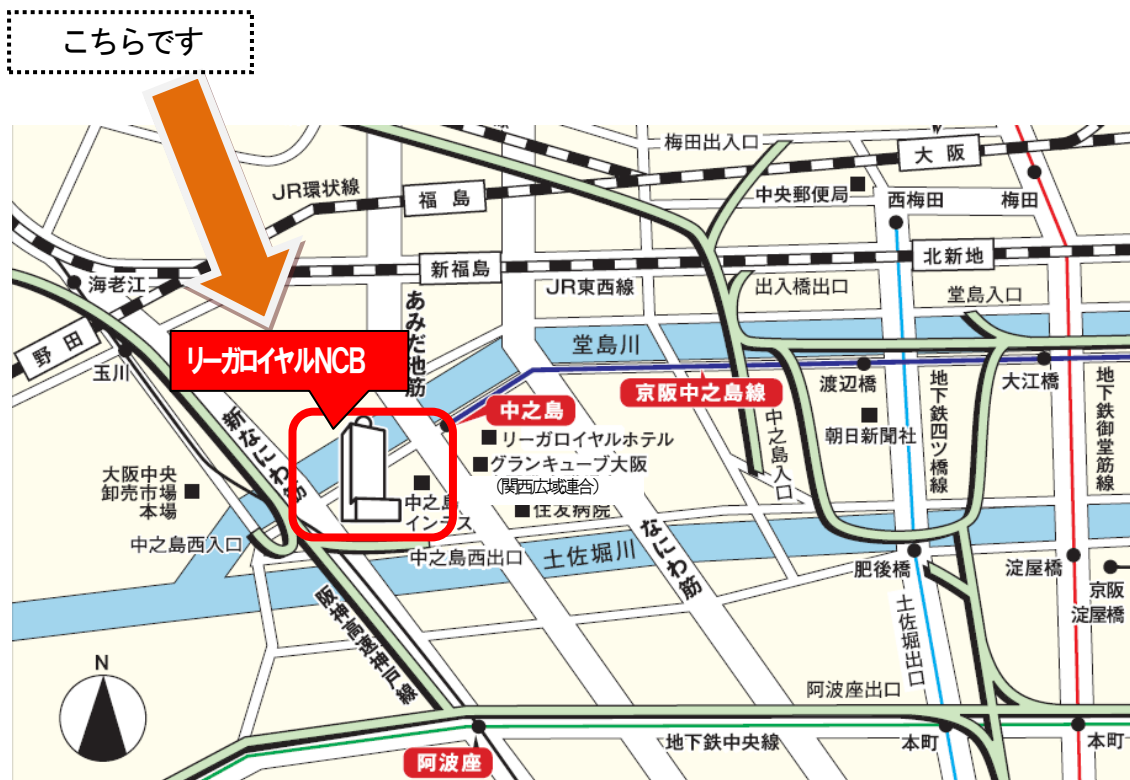 こちらです
梅田出入口
大阪
JR環状線
福島
中央郵便局
西梅田
梅田
海老江
新福島
JR東西線
出入橋出口
北新地
堂島入口
あみだ池筋
野田
玉川
リーガロイヤルNCB
堂島川
京阪中之島線
渡辺橋
大江橋
中之島
新なにわ筋
リーガロイヤルホテル
グランキューブ大阪
(関西広域連合)
中之島入口
朝日新聞社
地下鉄四ツ橋線
地下鉄御堂筋線
大阪中央
卸売市場
本場
中之島
インテス
住友病院
中之島西入口
中之島西出口
土佐堀川
なにわ筋
肥後橋
淀屋橋
京阪
淀屋橋
阪神高速神戸線
土佐堀出口
N
阿波座出口
地下鉄中央線
本町
本町
阿波座